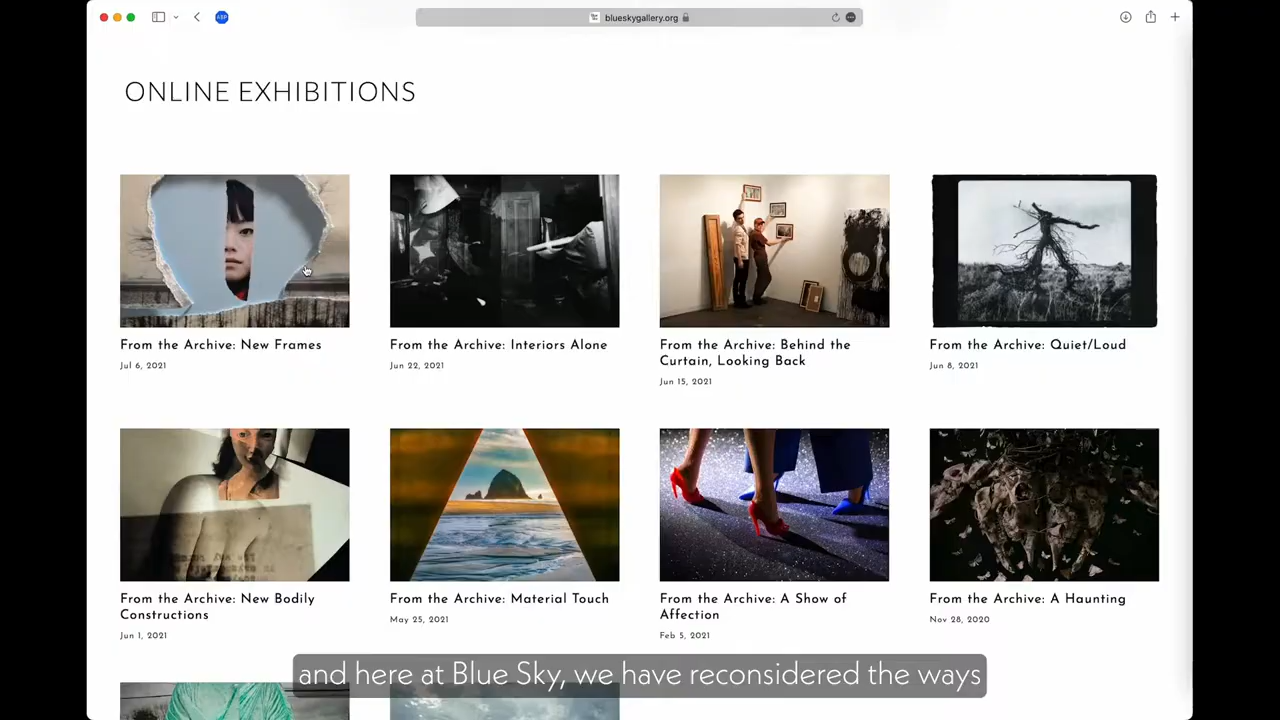 ABP
blueskygallery.org
ONLINE EXHIBITIONS
From the Archive: New Frames
Jul 6, 2021
From the Archive: Interiors Alone
Jun 22, 2021
From the Archive: Behind the
Curtain, Looking Back
Jun 15, 2021
From the Archive: Quiet/Loud
Jun 8, 2021
From the Archive: New Bodily
Constructions
Jun 1, 2021
From the Archive: Material Touch
May 25, 2021
From the Archive: A Show of
Affection
Feb 5, 2021
From the Archive: A Haunting
Nov 28, 2020
and here at Blue Sky, we have reconsidered the ways